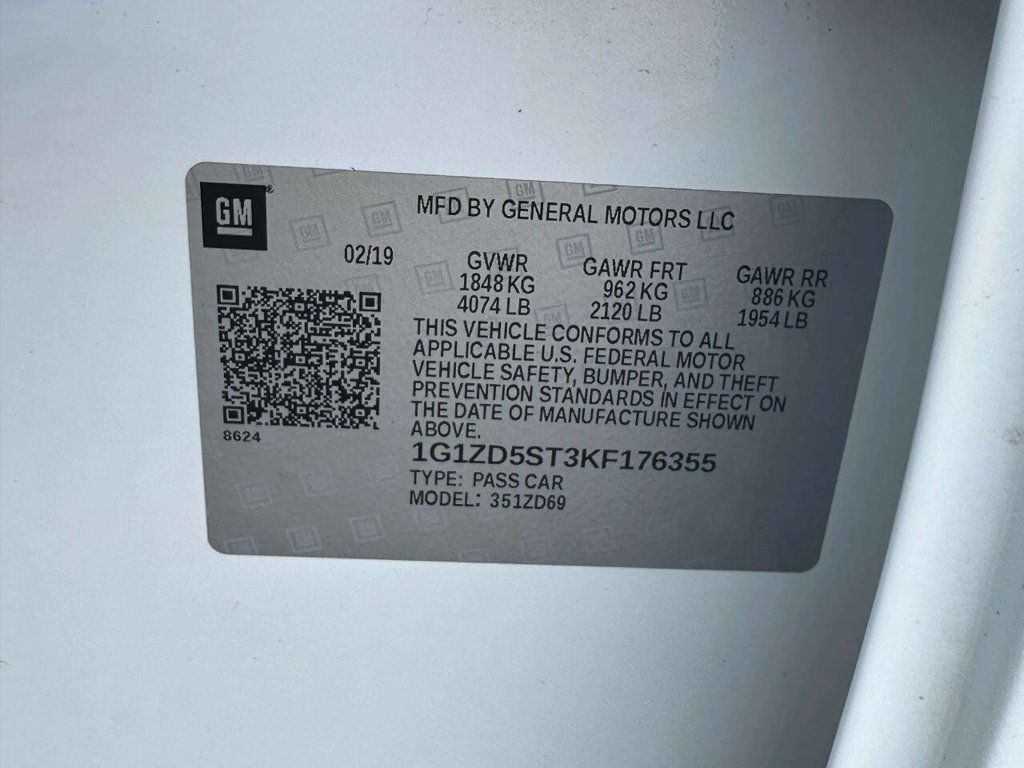 GM
MFD BY GENERAL MOTORS LLC
02/19
GVWR
1848 KG
4074 LB
GAWR FRT
962 KG
2120 LB
GAWR RR
886 KG
1954 LB
THIS VEHICLE CONFORMS TO ALL
APPLICABLE U.S. FEDERAL MOTOR
VEHICLE SAFETY, BUMPER, AND THEFT
PREVENTION STANDARDS IN EFFECT ON
THE DATE OF MANUFACTURE SHOWN
ABOVE.
8624
1G1ZD5ST3KF176355
TYPE: PASS CAR
MODEL: 351ZD69